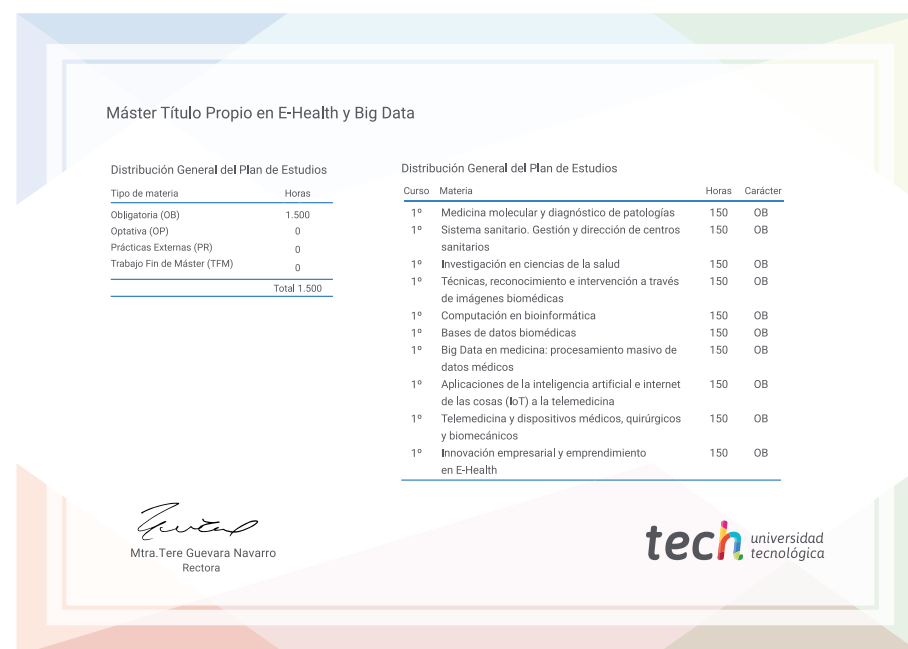 Máster Título Propio en E-Health y Big Data
Distribución General del Plan de Estudios
Tipo de materia Horas
Obligatoria (OB) 1.500
Optativa (OP) 0
Prácticas Externas (PR) 0
Trabajo Fin de Máster (TFM) 0
Total 1.500
Distribución General del Plan de Estudios
Curso Materia Horas Carácter
1º Medicina molecular y diagnóstico de patologías 150 OB
1º Sistema sanitario. Gestión y dirección de centros 150 OB
sanitarios
1º Investigación en ciencias de la salud 150 OB
1º Técnicas, reconocimiento e intervención a través 150 OB
de imágenes biomédicas
1º Computación en bioinformática 150 OB
1º Bases de datos biomédicas 150 OB
1º Big Data en medicina: procesamiento masivo de 150 OB
datos médicos
1º Aplicaciones de la inteligencia artificial e internet 150 OB
de las cosas (IoT) a la telemedicina
1º Telemedicina y dispositivos médicos, quirúrgicos 150 OB
y biomecánicos
1º Innovación empresarial y emprendimiento 150 OB
en E-Health
Mtra.Tere Guevara Navarro
Rectora
tech universidad
tecnológica